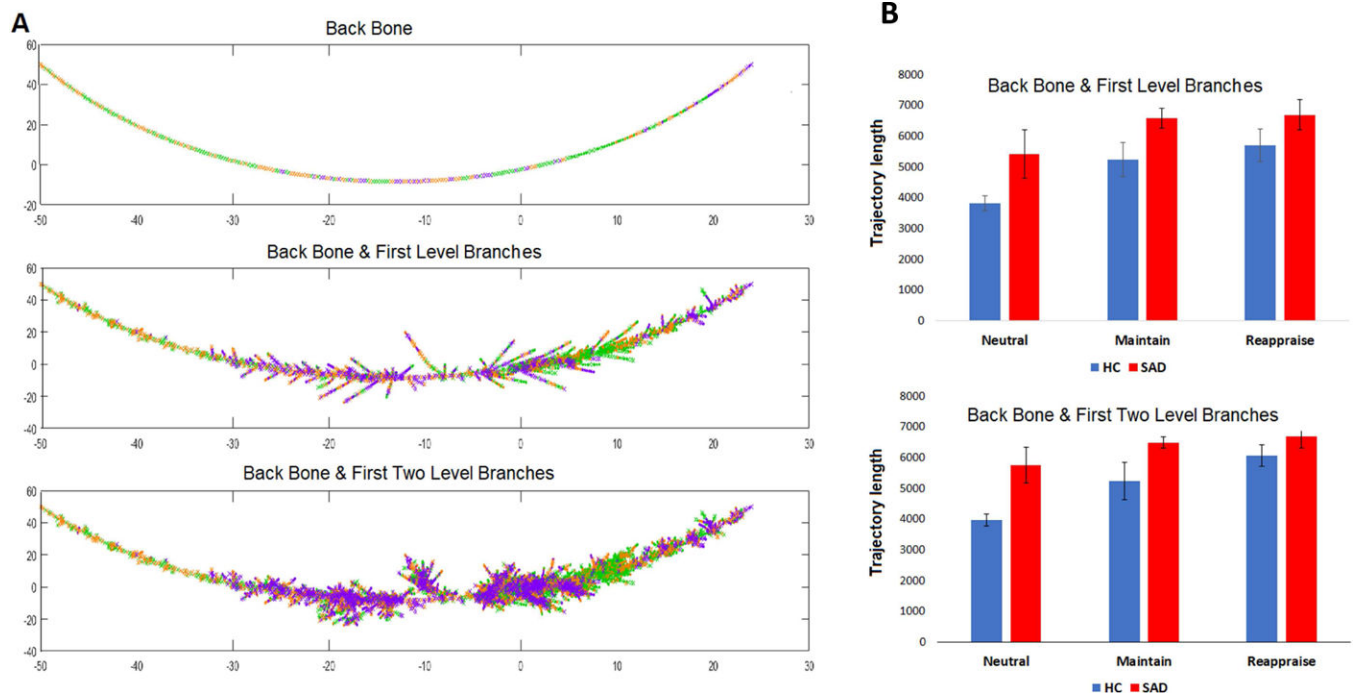 A
Back Bone
60
40
20
0
-20
-50 -40 -30 -20 -10 0 10 20 30
Back Bone & First Level Branches
60
40
20
0
-20
-40
-50 -40 -30 -20 -10 0 10 20 30
Back Bone & First Two Level Branches
60
40
20
0
-20
-40
-50 -40 -30 -20 -10 0 10 20 30
B
Back Bone & First Level Branches
Trajectory length
8000
7000
6000
5000
4000
3000
2000
1000
0
Neutral Maintain Reappraise
HC SAD
Back Bone & First Two Level Branches
Trajectory length
8000
7000
6000
5000
4000
3000
2000
1000
0
Neutral Maintain Reappraise
HC SAD